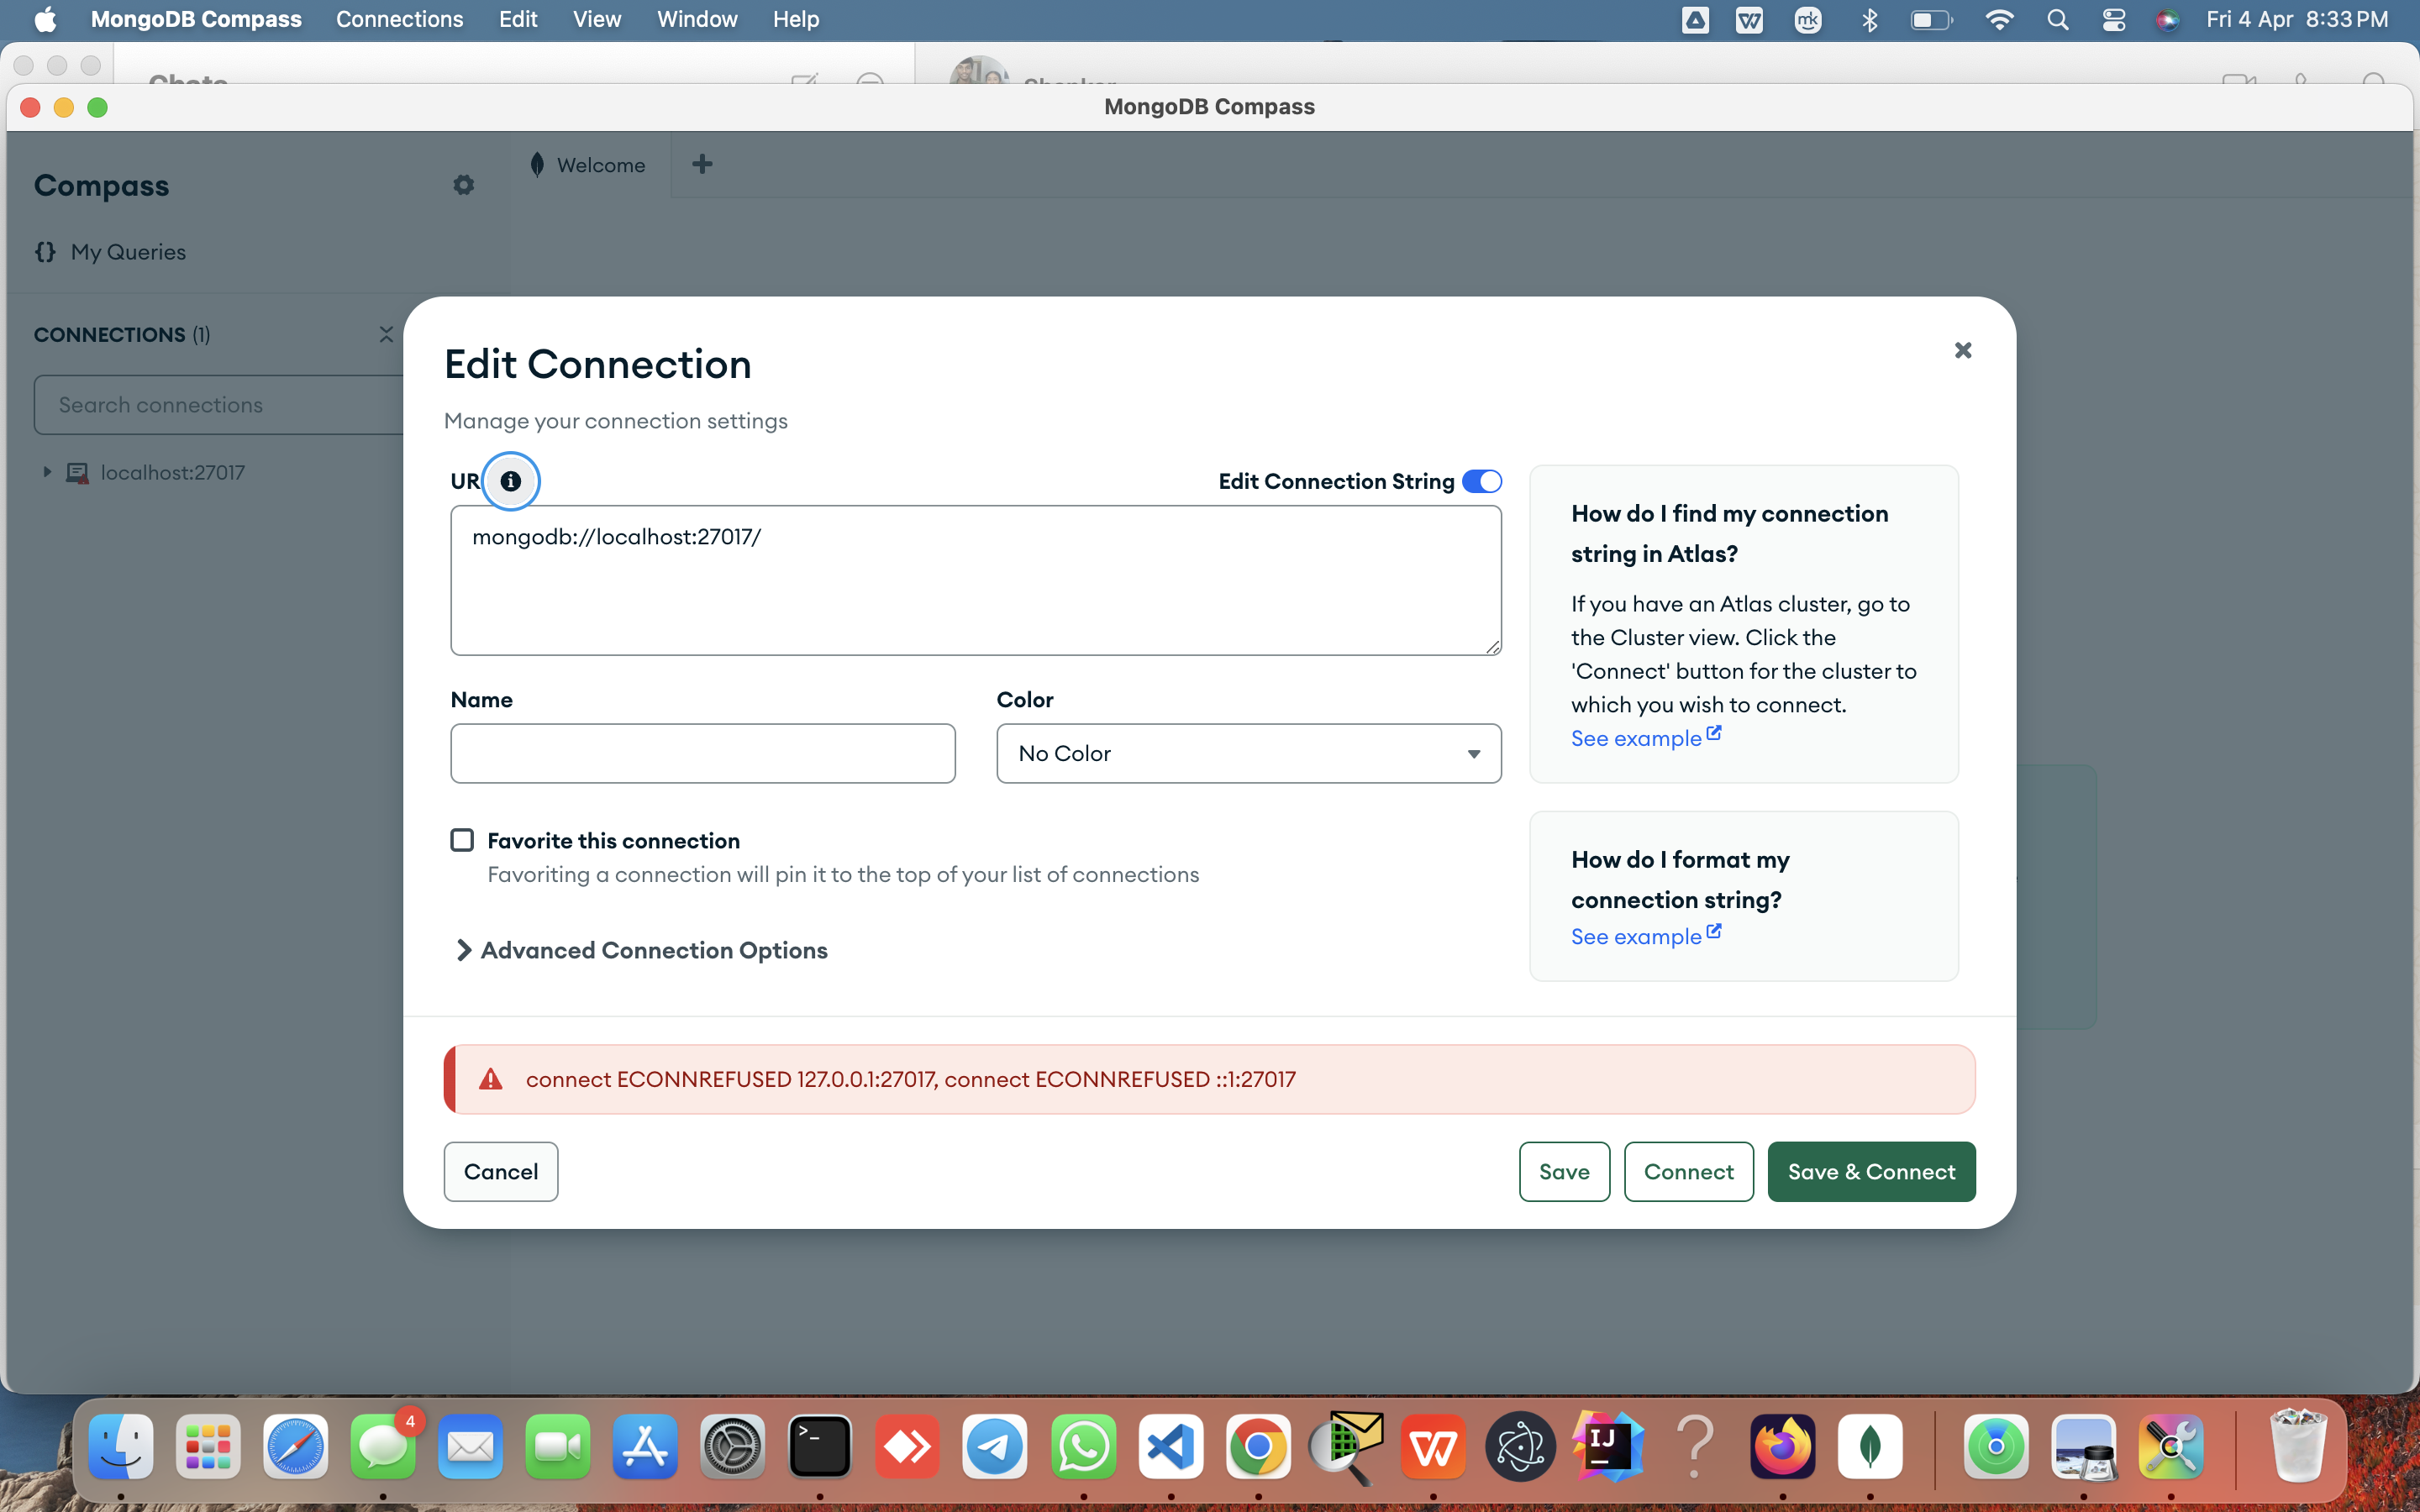 MongoDB Compass Connections Edit View Window Help
mk
Fri 4 Apr 8:33 PM
MongoDB Compass
Compass
Welcome
My Queries
CONNECTIONS (1)
Search connections
localhost:27017
Edit Connection
Manage your connection settings
UR
Edit Connection String
mongodb://localhost:27017/
Name
Color
No Color
Favorite this connection
Favoriting a connection will pin it to the top of your list of connections
Advanced Connection Options
How do I find my connection
string in Atlas?
If you have an Atlas cluster, go to
the Cluster view. Click the
'Connect' button for the cluster to
which you wish to connect.
See example
How do I format my
connection string?
See example
connect ECONNREFUSED 127.0.0.1:27017, connect ECONNREFUSED ::1:27017
Cancel
Save
Connect
Save & Connect
4
IJ